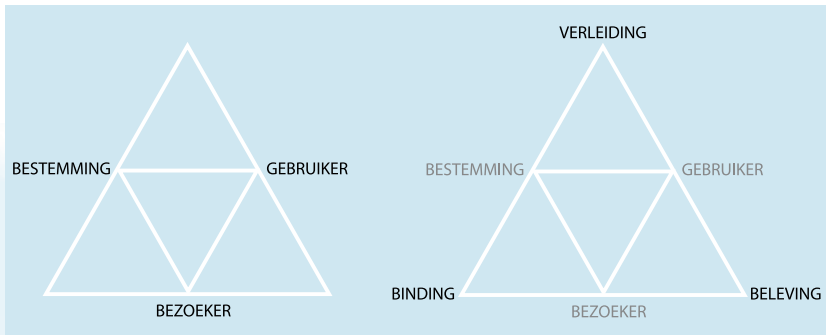 BESTEMMING
GEBRUIKER
BEZOEKER
VERLEIDING
BESTEMMING
GEBRUIKER
BINDING
BELEVING
BEZOEKER